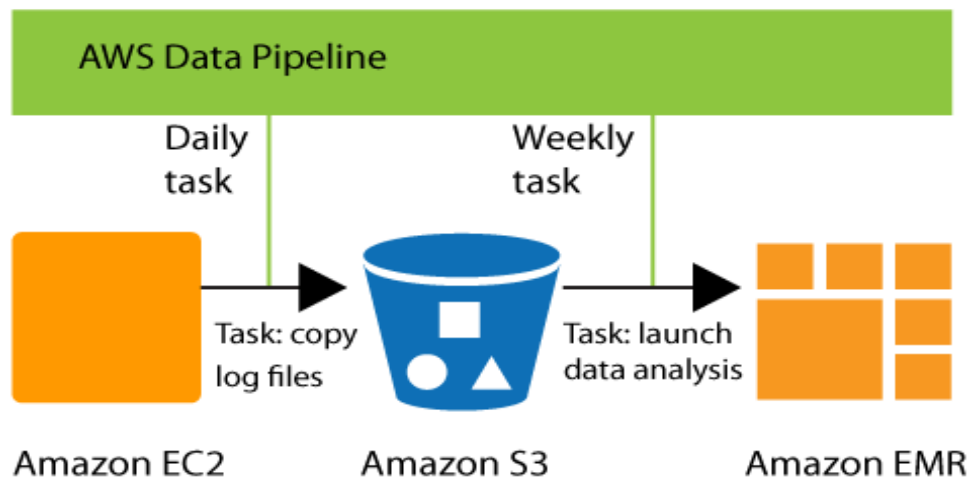 AWS Data Pipeline
Daily
task
Weekly
task
Task: copy
log files
Task: launch
data analysis
Amazon EC2
Amazon S3
Amazon EMR